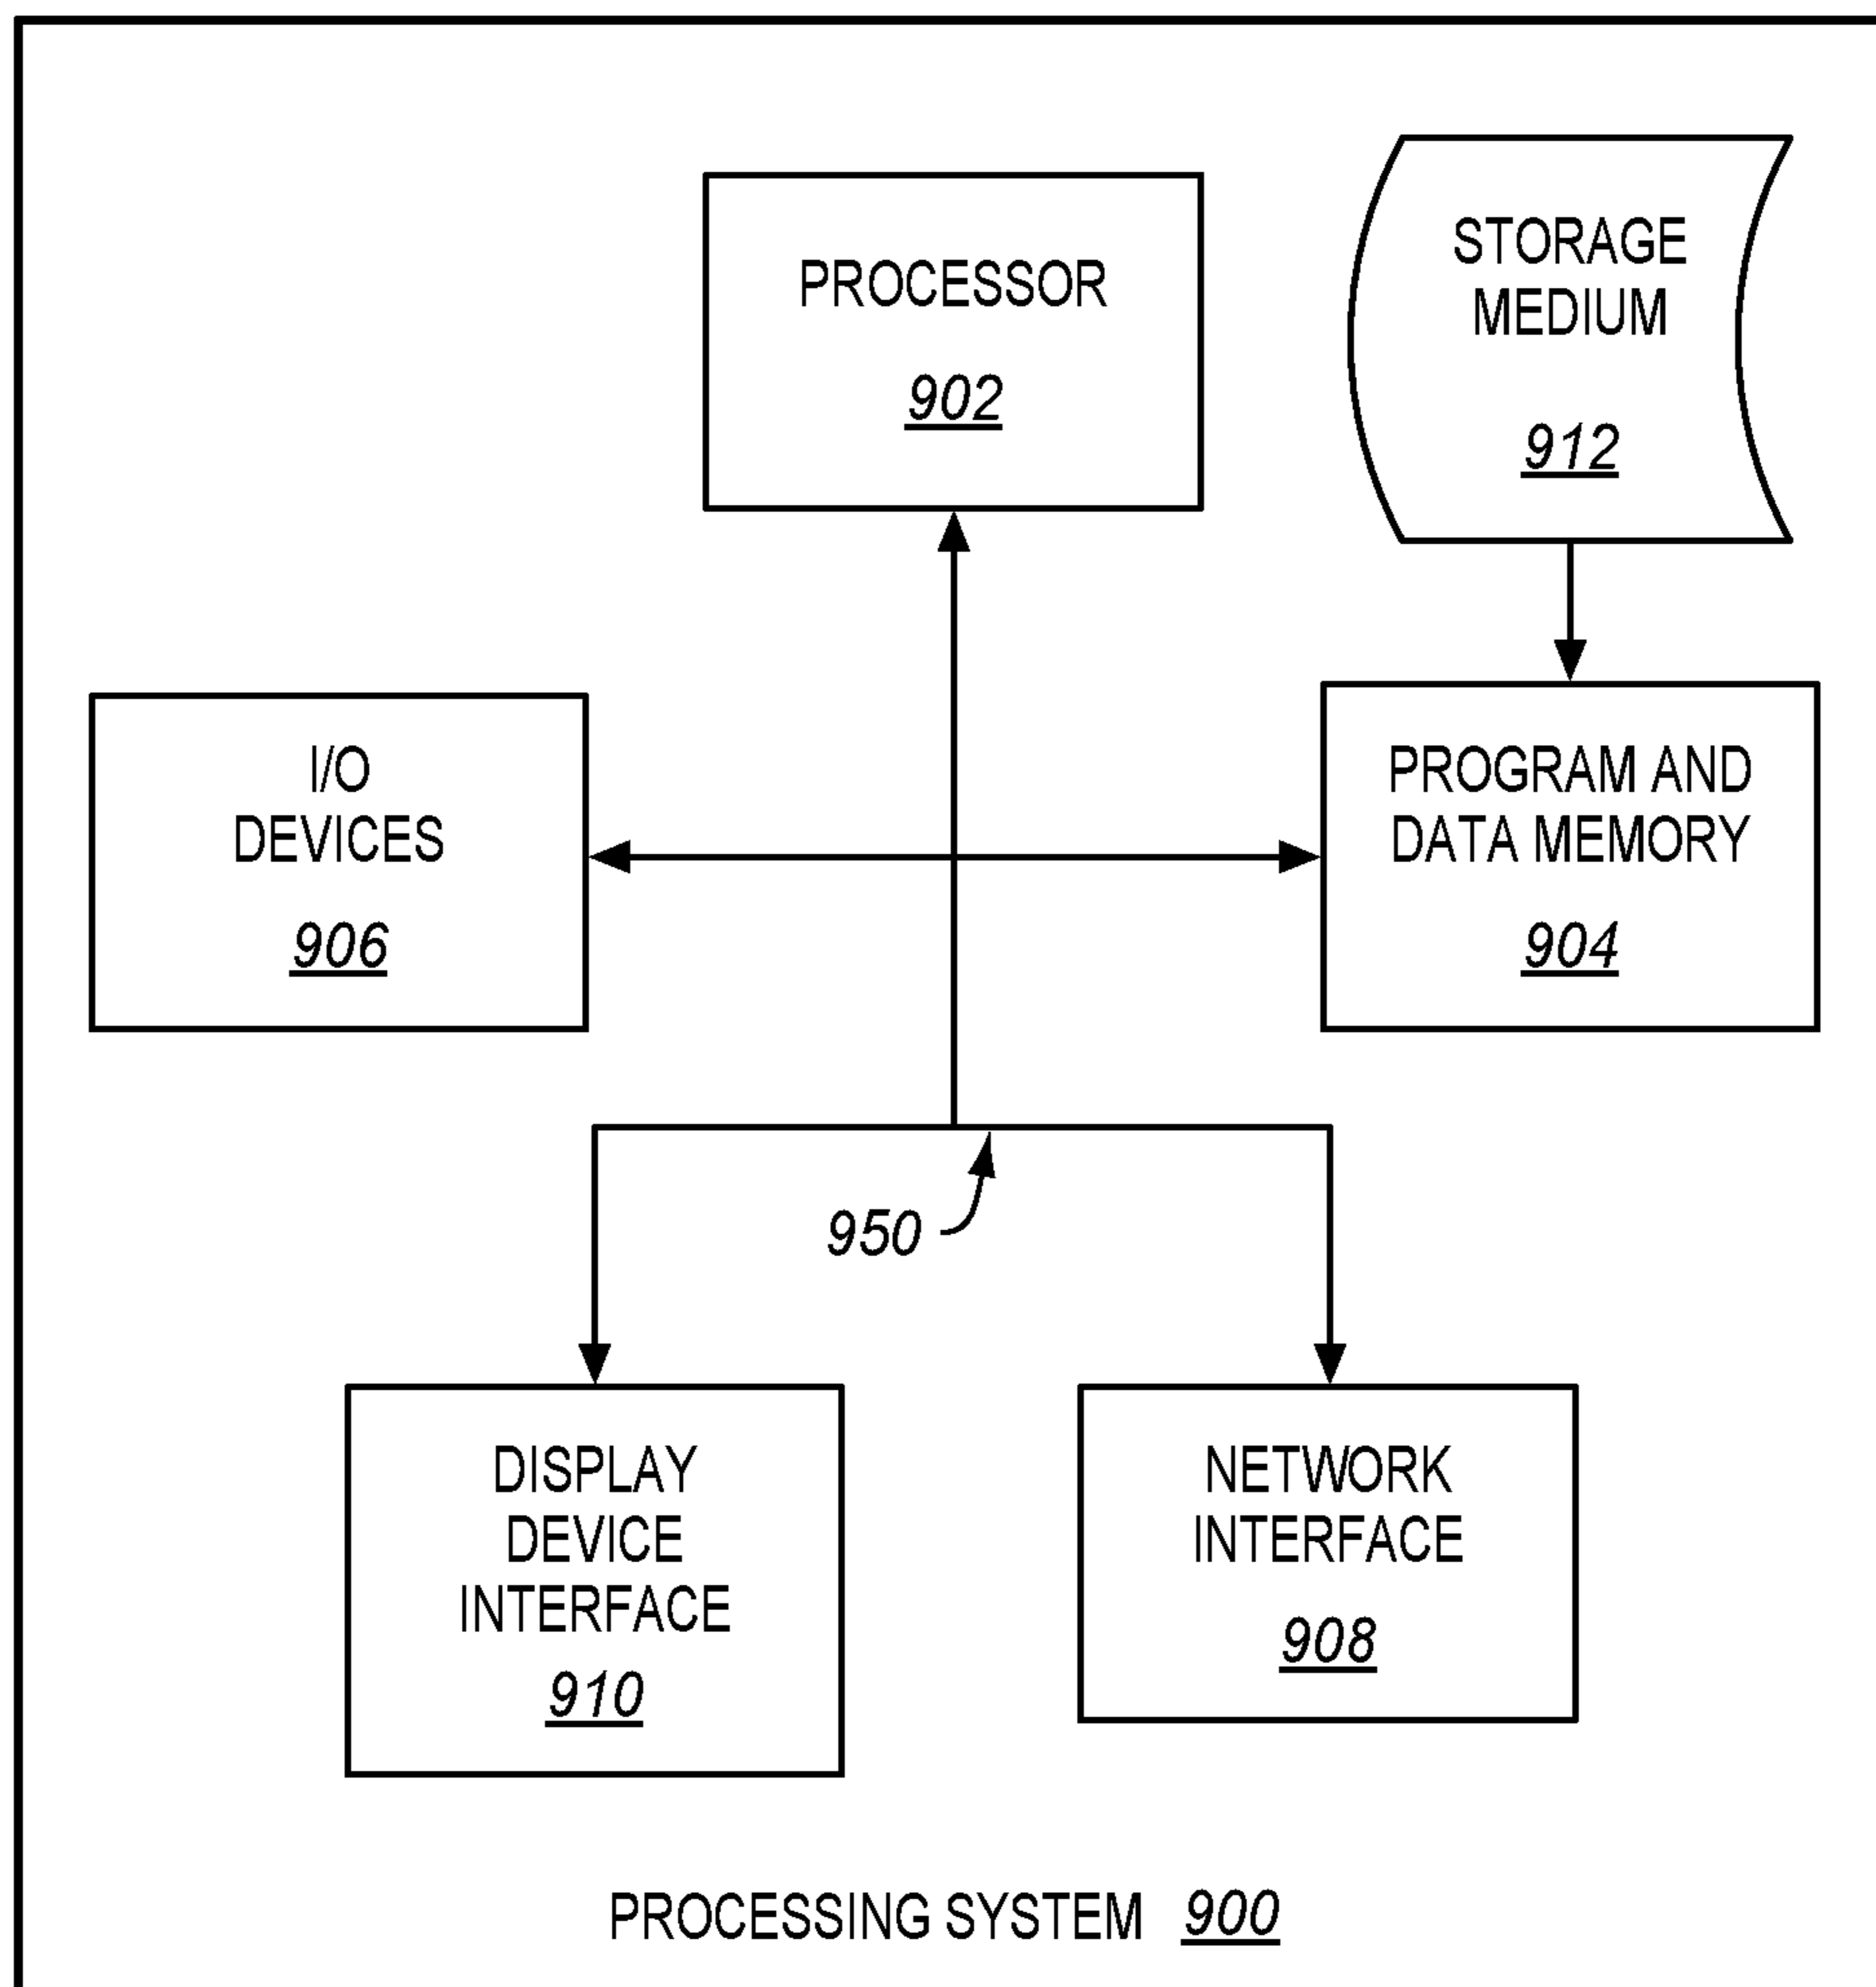 PROCESSOR
902
STORAGE
MEDIUM
912
I/O
DEVICES
906
PROGRAM AND
DATA MEMORY
904
950
DISPLAY
DEVICE
INTERFACE
910
NETWORK
INTERFACE
908
PROCESSING SYSTEM 900